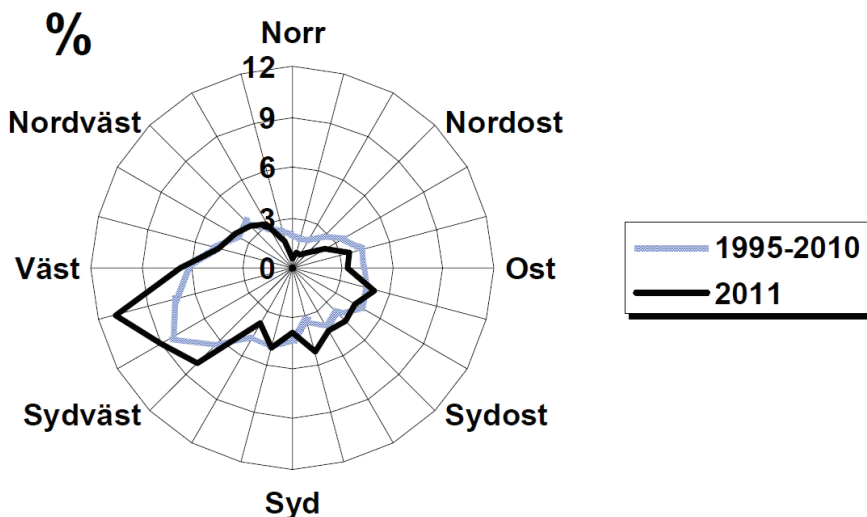 %
Norr
12
Nordväst
Nordost
9
6
3
Väst
0
Ost
Sydväst
Sydost
Syd
1995-2010
2011